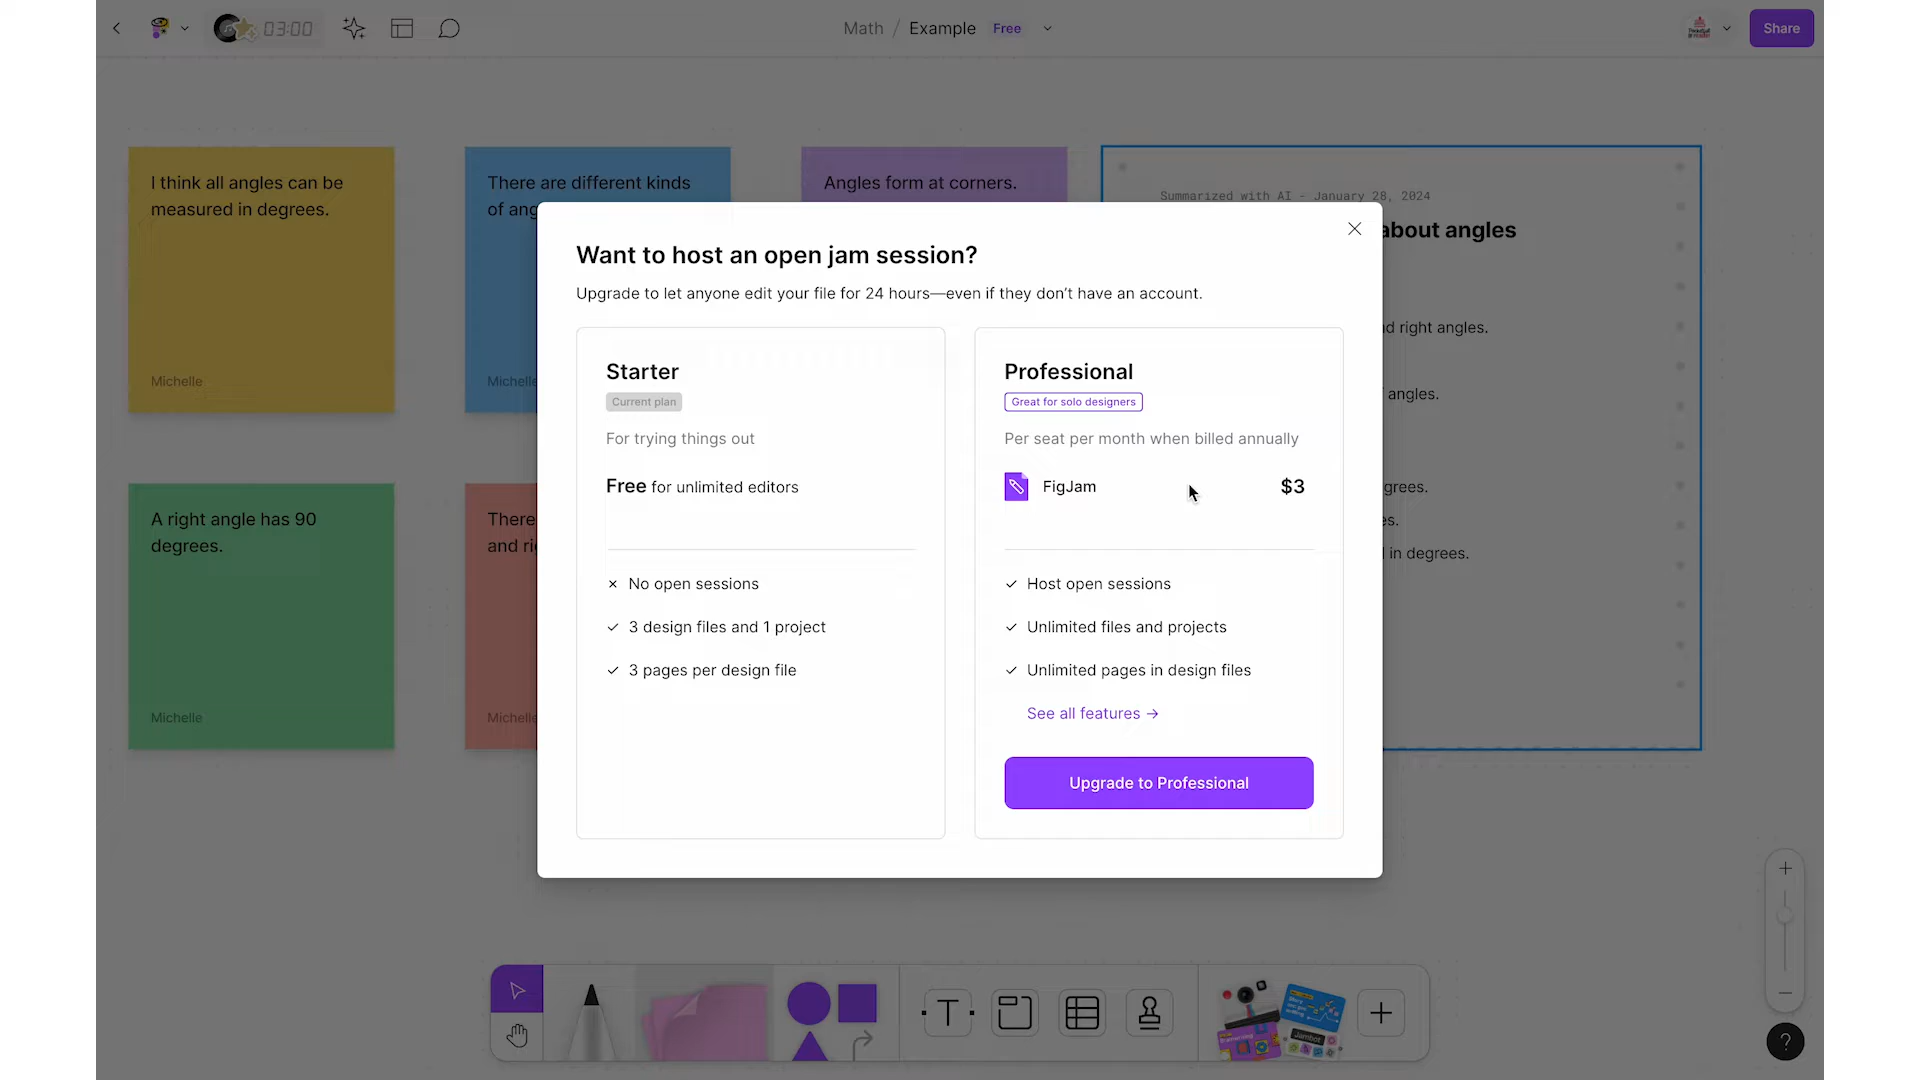 03:00
Math / Example Free
Share
I think all angles can be
measured in degrees.
Michelle
There are different kinds
of ang
Michelle
Angles form at corners.
Summarized with AI - January 28, 2024
about angles
d right angles.
angles.
grees.
es.
in degrees.
A right angle has 90
degrees.
Michelle
There
and ri
Michelle
Want to host an open jam session?
Upgrade to let anyone edit your file for 24 hours—even if they don’t have an account.
Starter
Current plan
For trying things out
Free for unlimited editors
× No open sessions
✓ 3 design files and 1 project
✓ 3 pages per design file
Professional
Great for solo designers
Per seat per month when billed annually
FigJam $3
✓ Host open sessions
✓ Unlimited files and projects
✓ Unlimited pages in design files
See all features →
Upgrade to Professional
T
Jambot
?